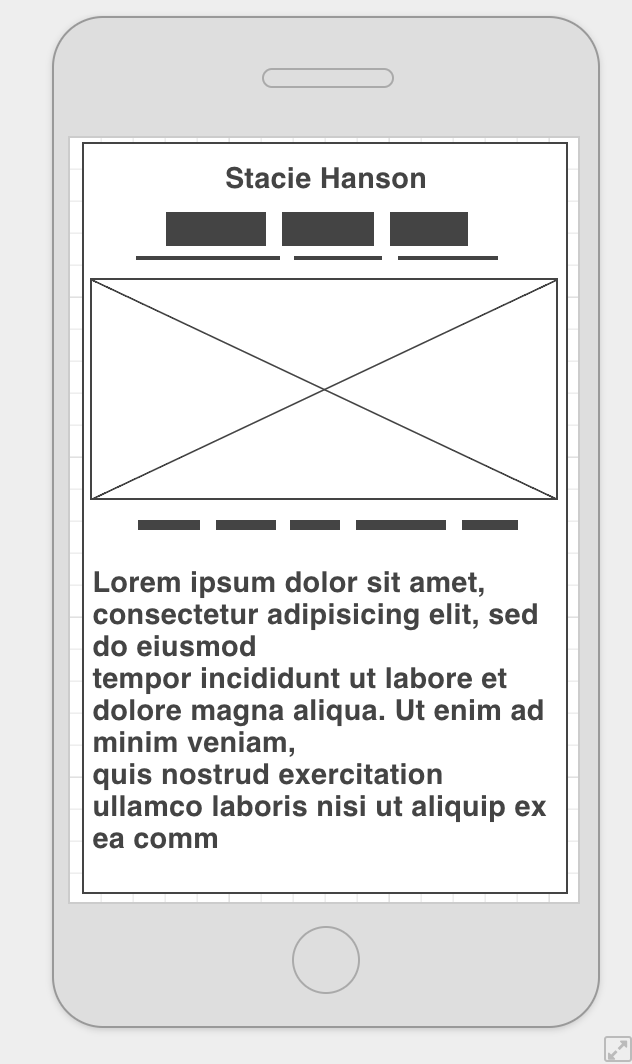 Stacie Hanson
Lorem ipsum dolor sit amet,
consectetur adipisicing elit, sed
do eiusmod
tempor incididunt ut labore et
dolore magna aliqua. Ut enim ad
minim veniam,
quis nostrud exercitation
ullamco laboris nisi ut aliquip ex
ea comm